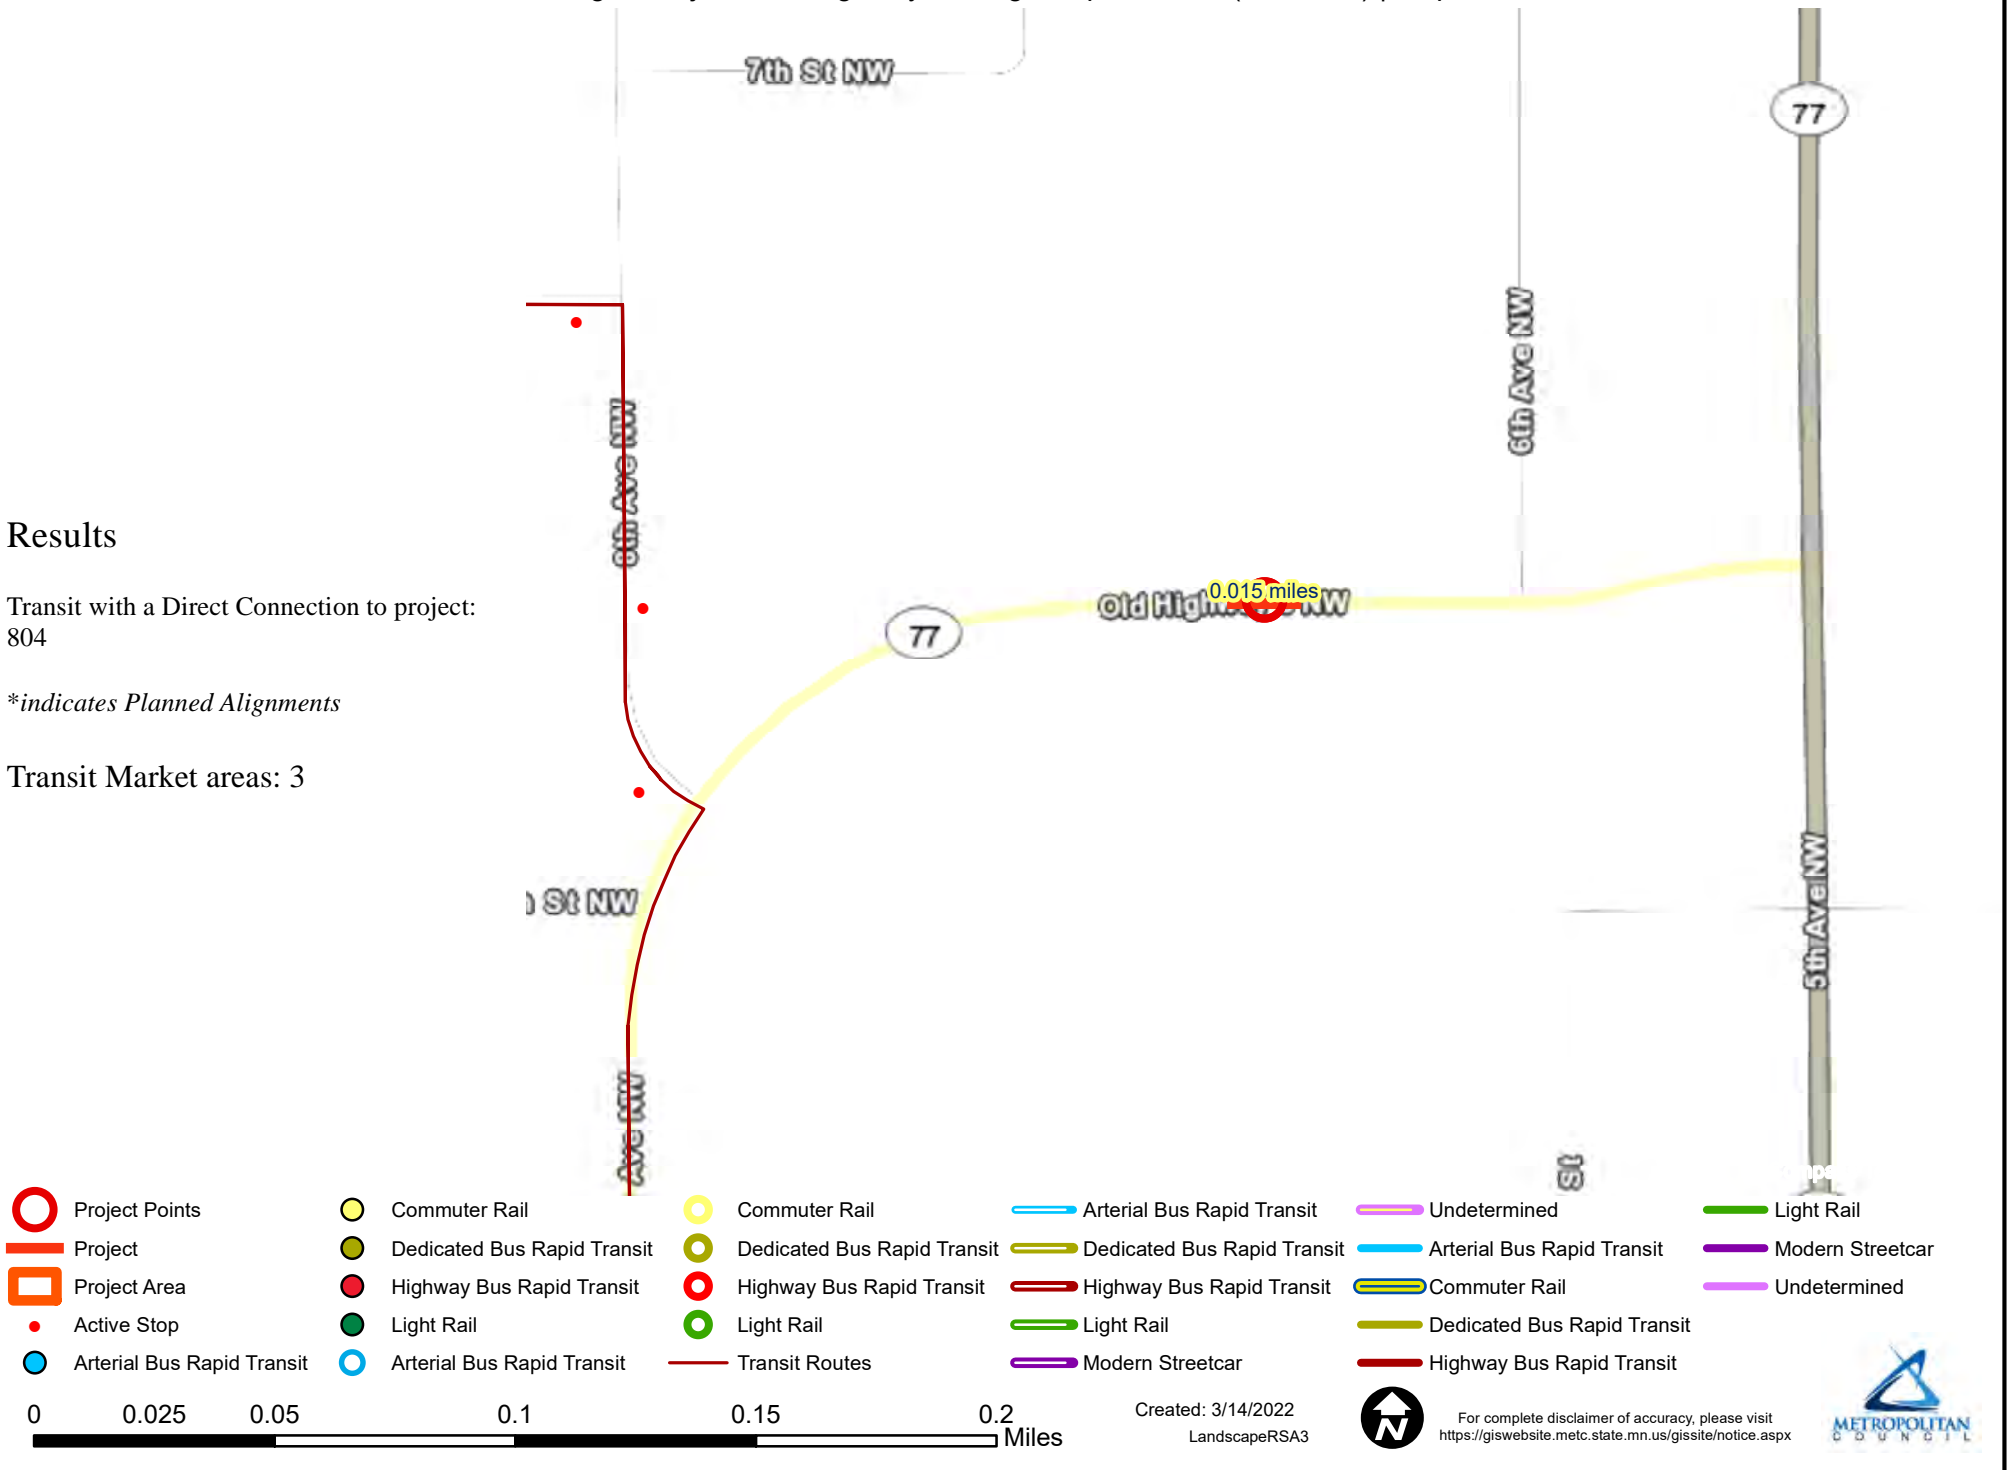 7th St NW
77
6th Ave NW
8th Ave NW
Results
Transit with a Direct Connection to project:
804
*indicates Planned Alignments
Transit Market areas: 3
0.015 miles
Old High NW
77
St NW
5th Ave NW
Ave NW
St
Project Points
Project
Project Area
Active Stop
Arterial Bus Rapid Transit
Commuter Rail
Dedicated Bus Rapid Transit
Highway Bus Rapid Transit
Light Rail
Arterial Bus Rapid Transit
Commuter Rail
Dedicated Bus Rapid Transit
Highway Bus Rapid Transit
Light Rail
Transit Routes
Arterial Bus Rapid Transit
Dedicated Bus Rapid Transit
Highway Bus Rapid Transit
Light Rail
Modern Streetcar
Undetermined
Arterial Bus Rapid Transit
Commuter Rail
Dedicated Bus Rapid Transit
Highway Bus Rapid Transit
Light Rail
Modern Streetcar
Undetermined
0 0.025 0.05 0.1 0.15 0.2
Miles
Created: 3/14/2022
LandscapeRSA3
N
For complete disclaimer of accuracy, please visit
https://giswebsite.metc.state.mn.us/gissite/notice.aspx
METROPOLITAN
COUNCIL